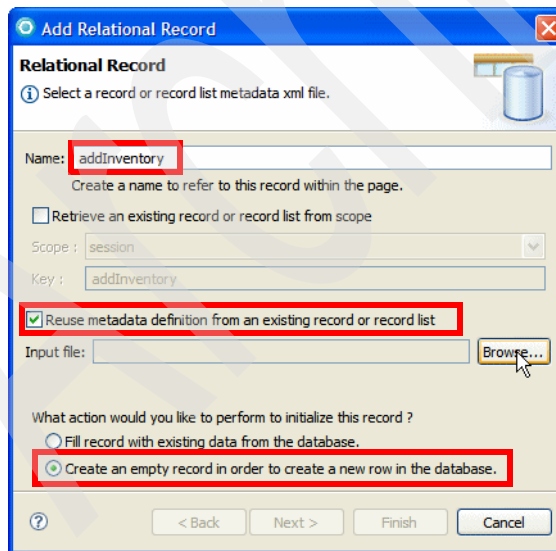 Add Relational Record
Relational Record
Select a record or record list metadata xml file.
Name: addInventory
Create a name to refer to this record within the page.
Retrieve an existing record or record list from scope
Scope : session
Key : addInventory
Reuse metadata definition from an existing record or record list
Input file: Browse...
What action would you like to perform to initialize this record ?
Fill record with existing data from the database.
Create an empty record in order to create a new row in the database.
< Back Next > Finish Cancel